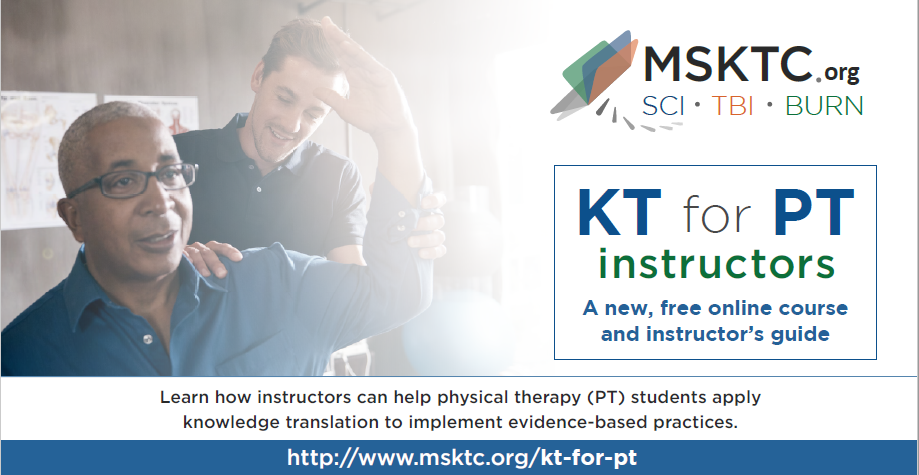 MSKTC.org
SCI • TBI • BURN
KT for PT
instructors
A new, free online course
and instructor's guide
Learn how instructors can help physical therapy (PT) students apply
knowledge translation to implement evidence-based practices.
http://www.msktc.org/kt-for-pt